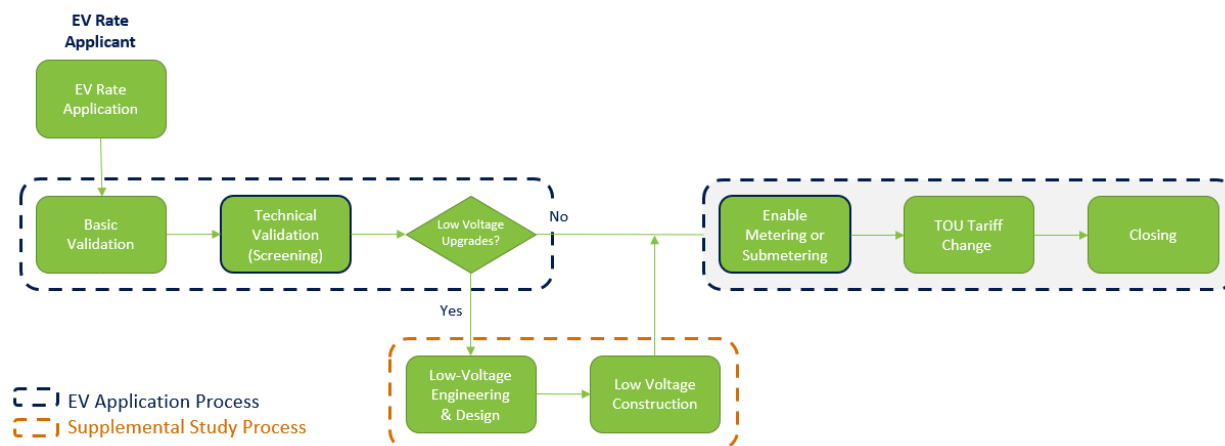 EV Rate
Applicant
EV Rate
Application
Basic
Validation
Technical
Validation
(Screening)
Low Voltage
Upgrades?
No
Yes
Enable
Metering or
Submetering
TOU Tariff
Change
Closing
Low-Voltage
Engineering
& Design
Low Voltage
Construction
EV Application Process
Supplemental Study Process